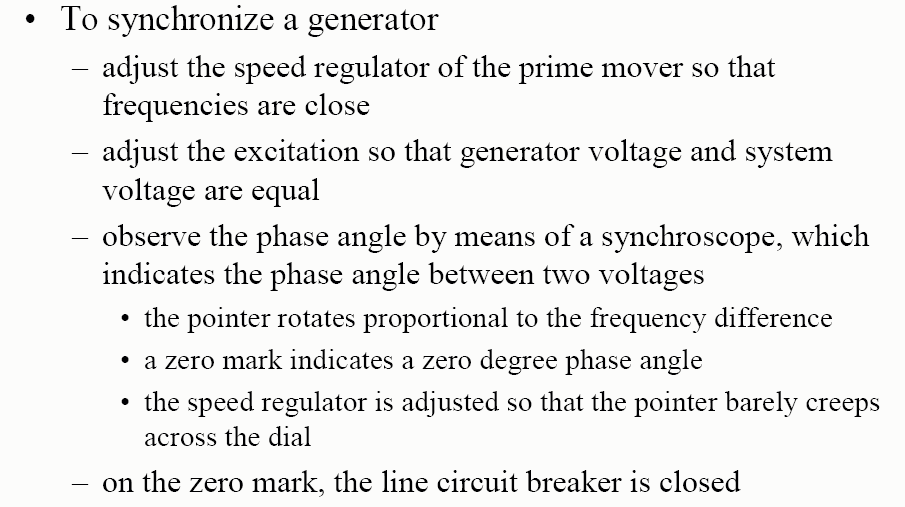 • To synchronize a generator
– adjust the speed regulator of the prime mover so that
frequencies are close
– adjust the excitation so that generator voltage and system
voltage are equal
– observe the phase angle by means of a synchroscope, which
indicates the phase angle between two voltages
• the pointer rotates proportional to the frequency difference
• a zero mark indicates a zero degree phase angle
• the speed regulator is adjusted so that the pointer barely creeps
across the dial
– on the zero mark, the line circuit breaker is closed